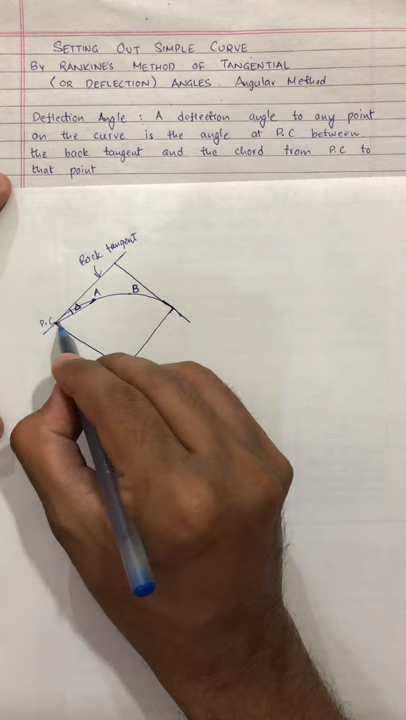 SETTING OUT SIMPLE CURVE
BY RANKINE'S METHOD OF TANGENTIAL
(OR DEFLECTION) ANGLES. Angular Method
Deflection Angle : A deflection angle to any point
on the curve is the angle at P.C between
the back tangent and the chord from P.C to
that point
Back tangent
A
B
Δ
P.C